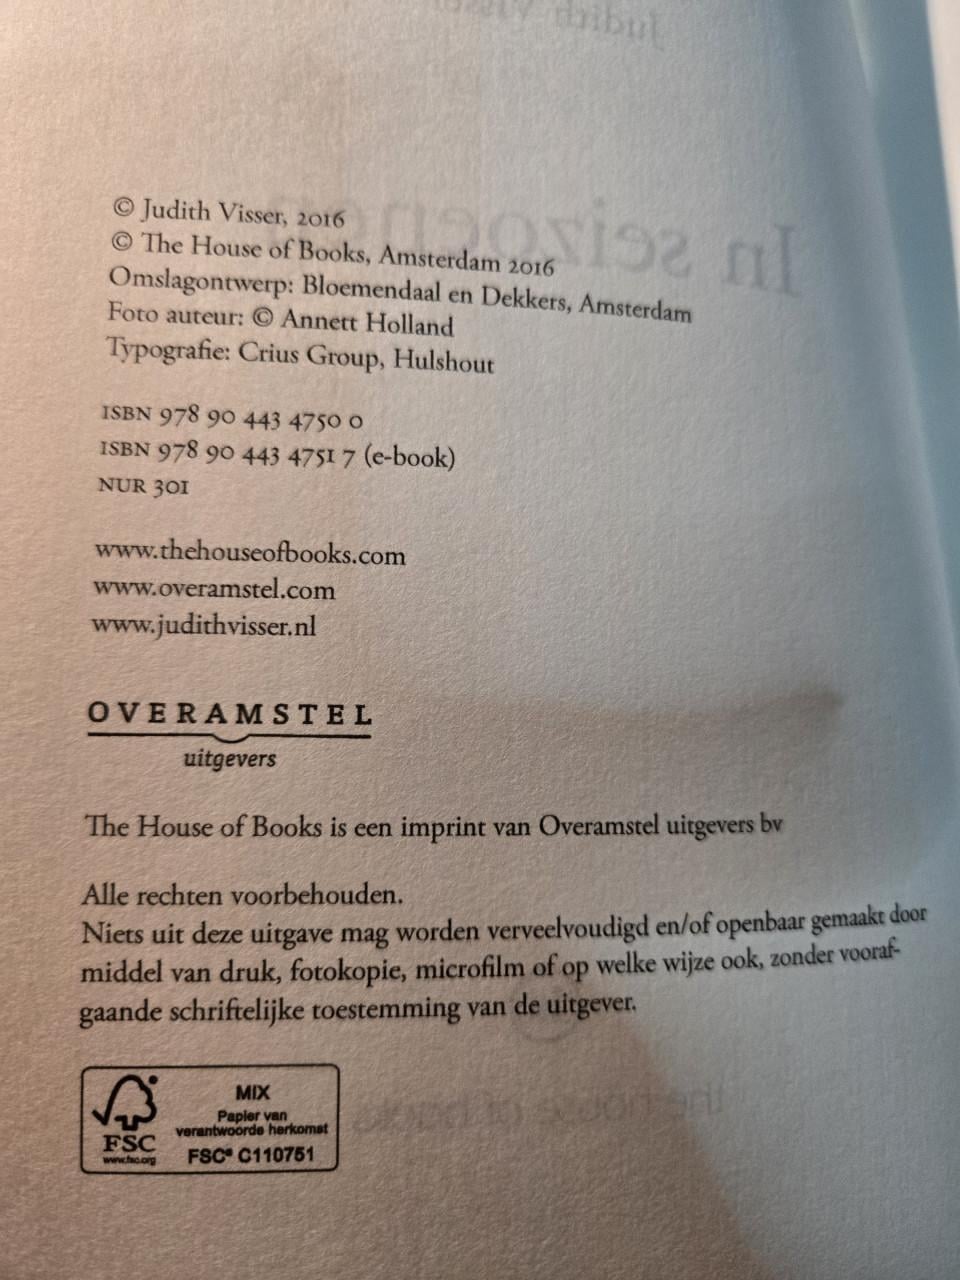 © Judith Visser, 2016
© The House of Books, Amsterdam 2016
Omslagontwerp: Bloemendaal en Dekkers, Amsterdam
Foto auteur: © Annett Holland
Typografie: Crius Group, Hulshout
ISBN 978 90 443 4750 0
ISBN 978 90 443 4751 7 (e-book)
NUR 301
www.thehouseofbooks.com
www.overamstel.com
www.judithvisser.nl
OVERAMSTEL
uitgevers
The House of Books is een imprint van Overamstel uitgevers bv
Alle rechten voorbehouden.
Niets uit deze uitgave mag worden verveelvoudigd en/of openbaar gemaakt door
middel van druk, fotokopie, microfilm of op welke wijze ook, zonder vooraf-
gaande schriftelijke toestemming van de uitgever.
FSC
www.fsc.org
MIX
Papier van
verantwoorde herkomst
FSC® C110751